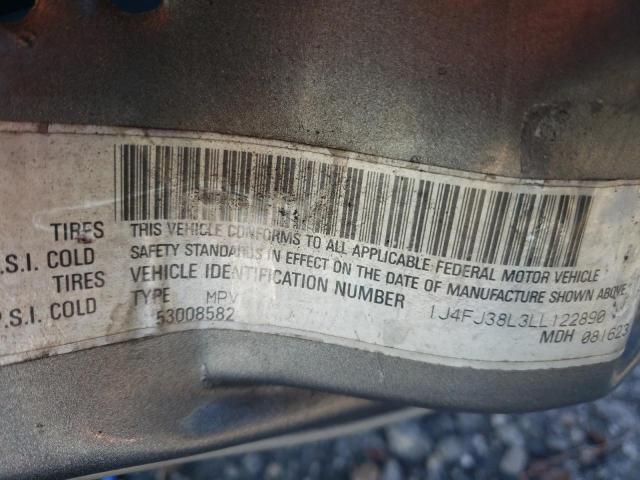 TIRES
P.S.I. COLD
TIRES
P.S.I. COLD
THIS VEHICLE CONFORMS TO ALL APPLICABLE FEDERAL MOTOR VEHICLE
SAFETY STANDARDS IN EFFECT ON THE DATE OF MANUFACTURE SHOWN ABOVE.
VEHICLE IDENTIFICATION NUMBER 1J4FJ38L3LL122890
TYPE MPV MDH 081623
53008582